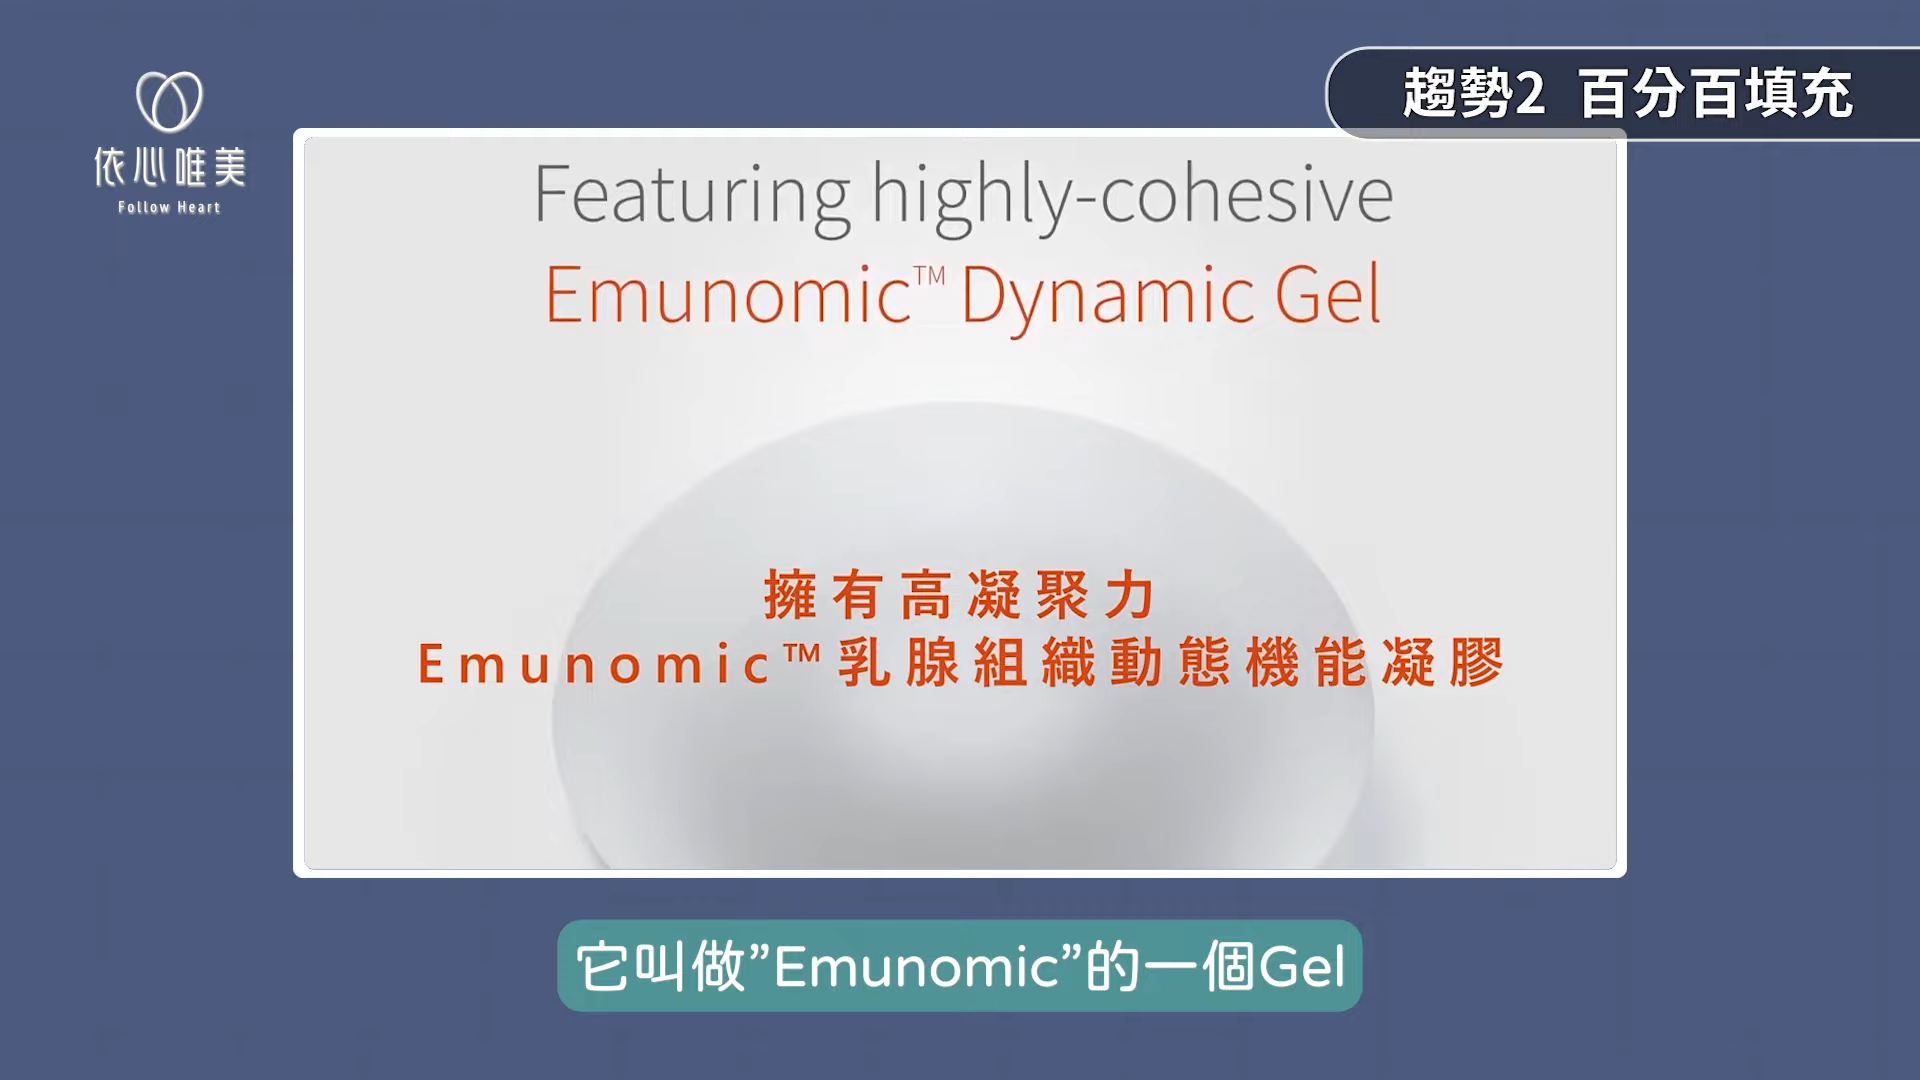 依心唯美
Follow Heart
趨勢2 百分百填充
Featuring highly-cohesive
Emunomic™ Dynamic Gel
擁有高凝聚力
Emunomic™乳腺組織動態機能凝膠
它叫做”Emunomic”的一個Gel